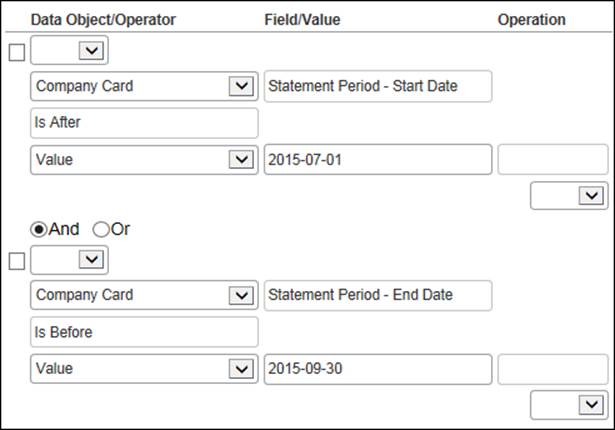 Data Object/Operator Field/Value Operation
Company Card Statement Period - Start Date
Is After
Value 2015-07-01
And Or
Company Card Statement Period - End Date
Is Before
Value 2015-09-30